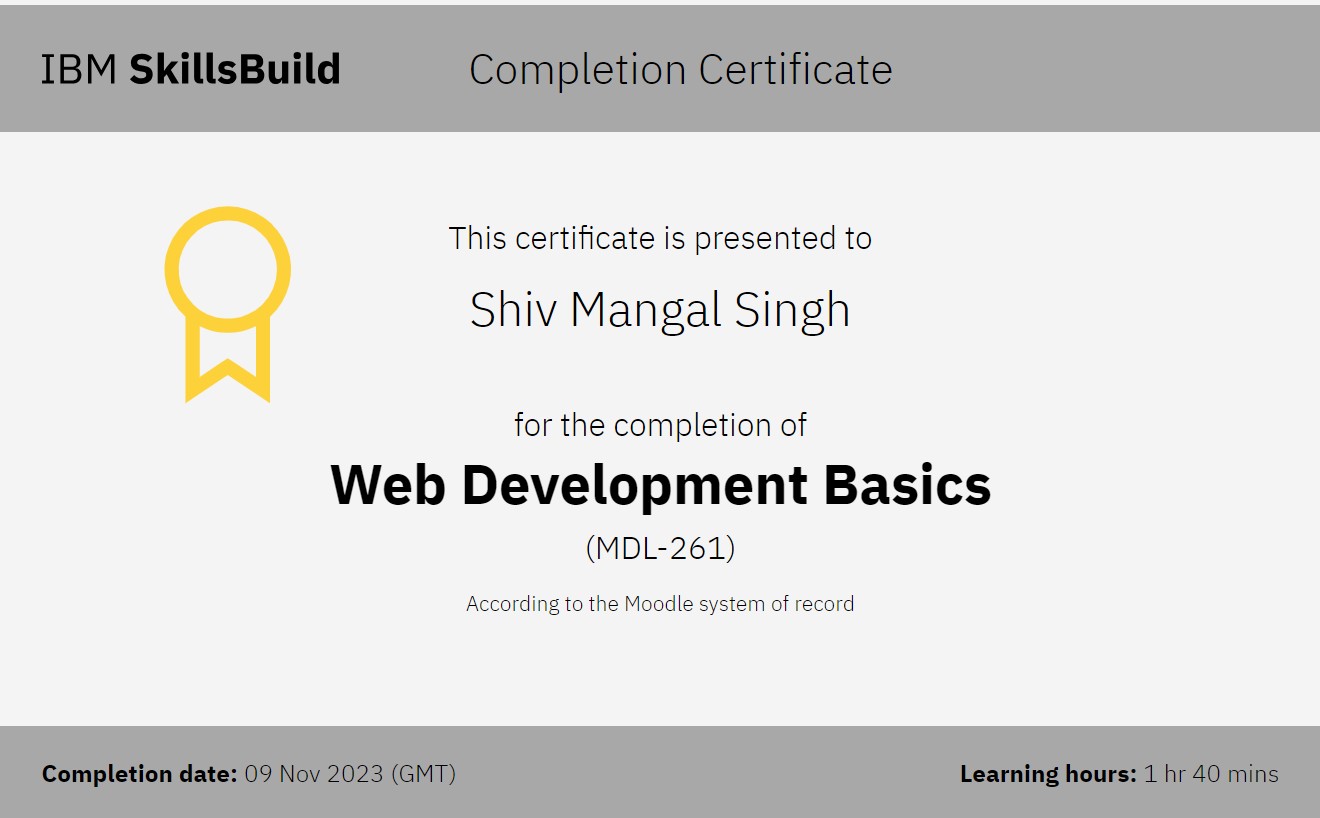 IBM SkillsBuild
Completion Certificate
This certificate is presented to
Shiv Mangal Singh
for the completion of
Web Development Basics
(MDL-261)
According to the Moodle system of record
Completion date: 09 Nov 2023 (GMT)
Learning hours: 1 hr 40 mins